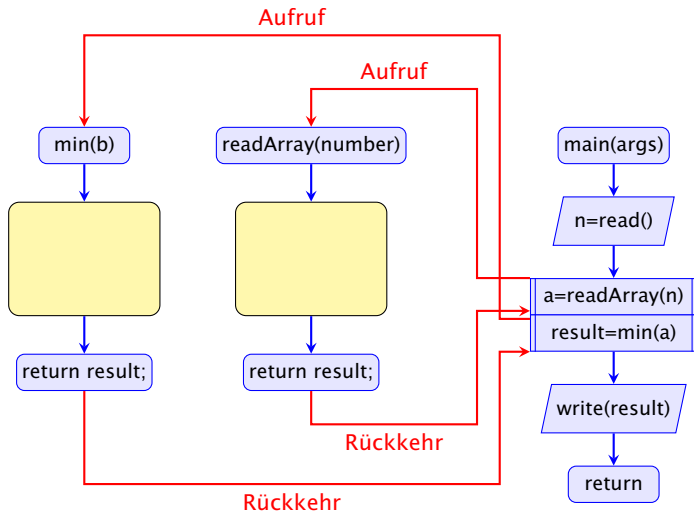 Aufruf
Aufruf
min(b)
readArray(number)
main(args)
n=read()
a=readArray(n)
result=min(a)
return result;
return result;
write(result)
Rückkehr
return
Rückkehr